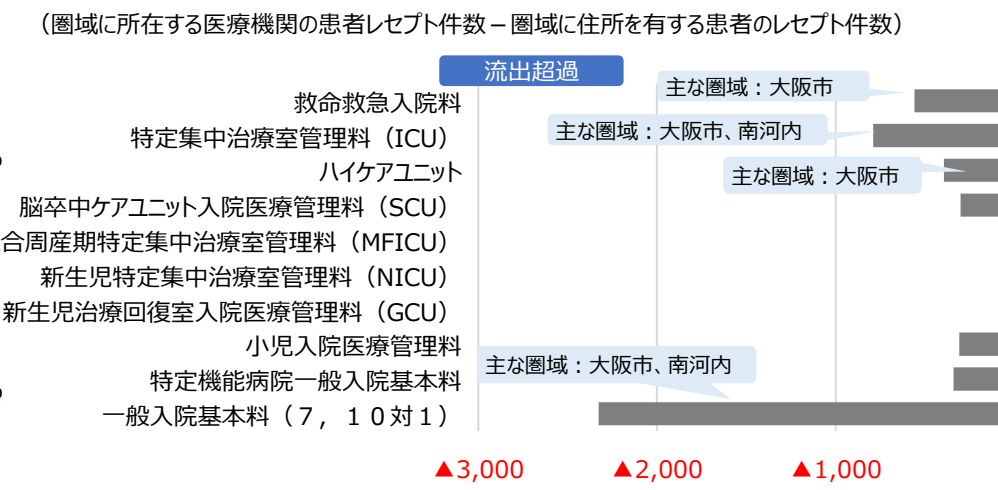 （圏域に所在する医療機関の患者レセプト件数－圏域に住所を有する患者のレセプト件数）
流出超過
救命救急入院料
主な圏域：大阪市
特定集中治療室管理料（ICU）
主な圏域：大阪市、南河内
ハイケアユニット
主な圏域：大阪市
脳卒中ケアユニット入院医療管理料（SCU）
合周産期特定集中治療室管理料（MFICU）
新生児特定集中治療室管理料（NICU）
新生児治療回復室入院医療管理料（GCU）
小児入院医療管理料
主な圏域：大阪市、南河内
特定機能病院一般入院基本料
一般入院基本料（７，１０対１）
▲3,000 ▲2,000 ▲1,000